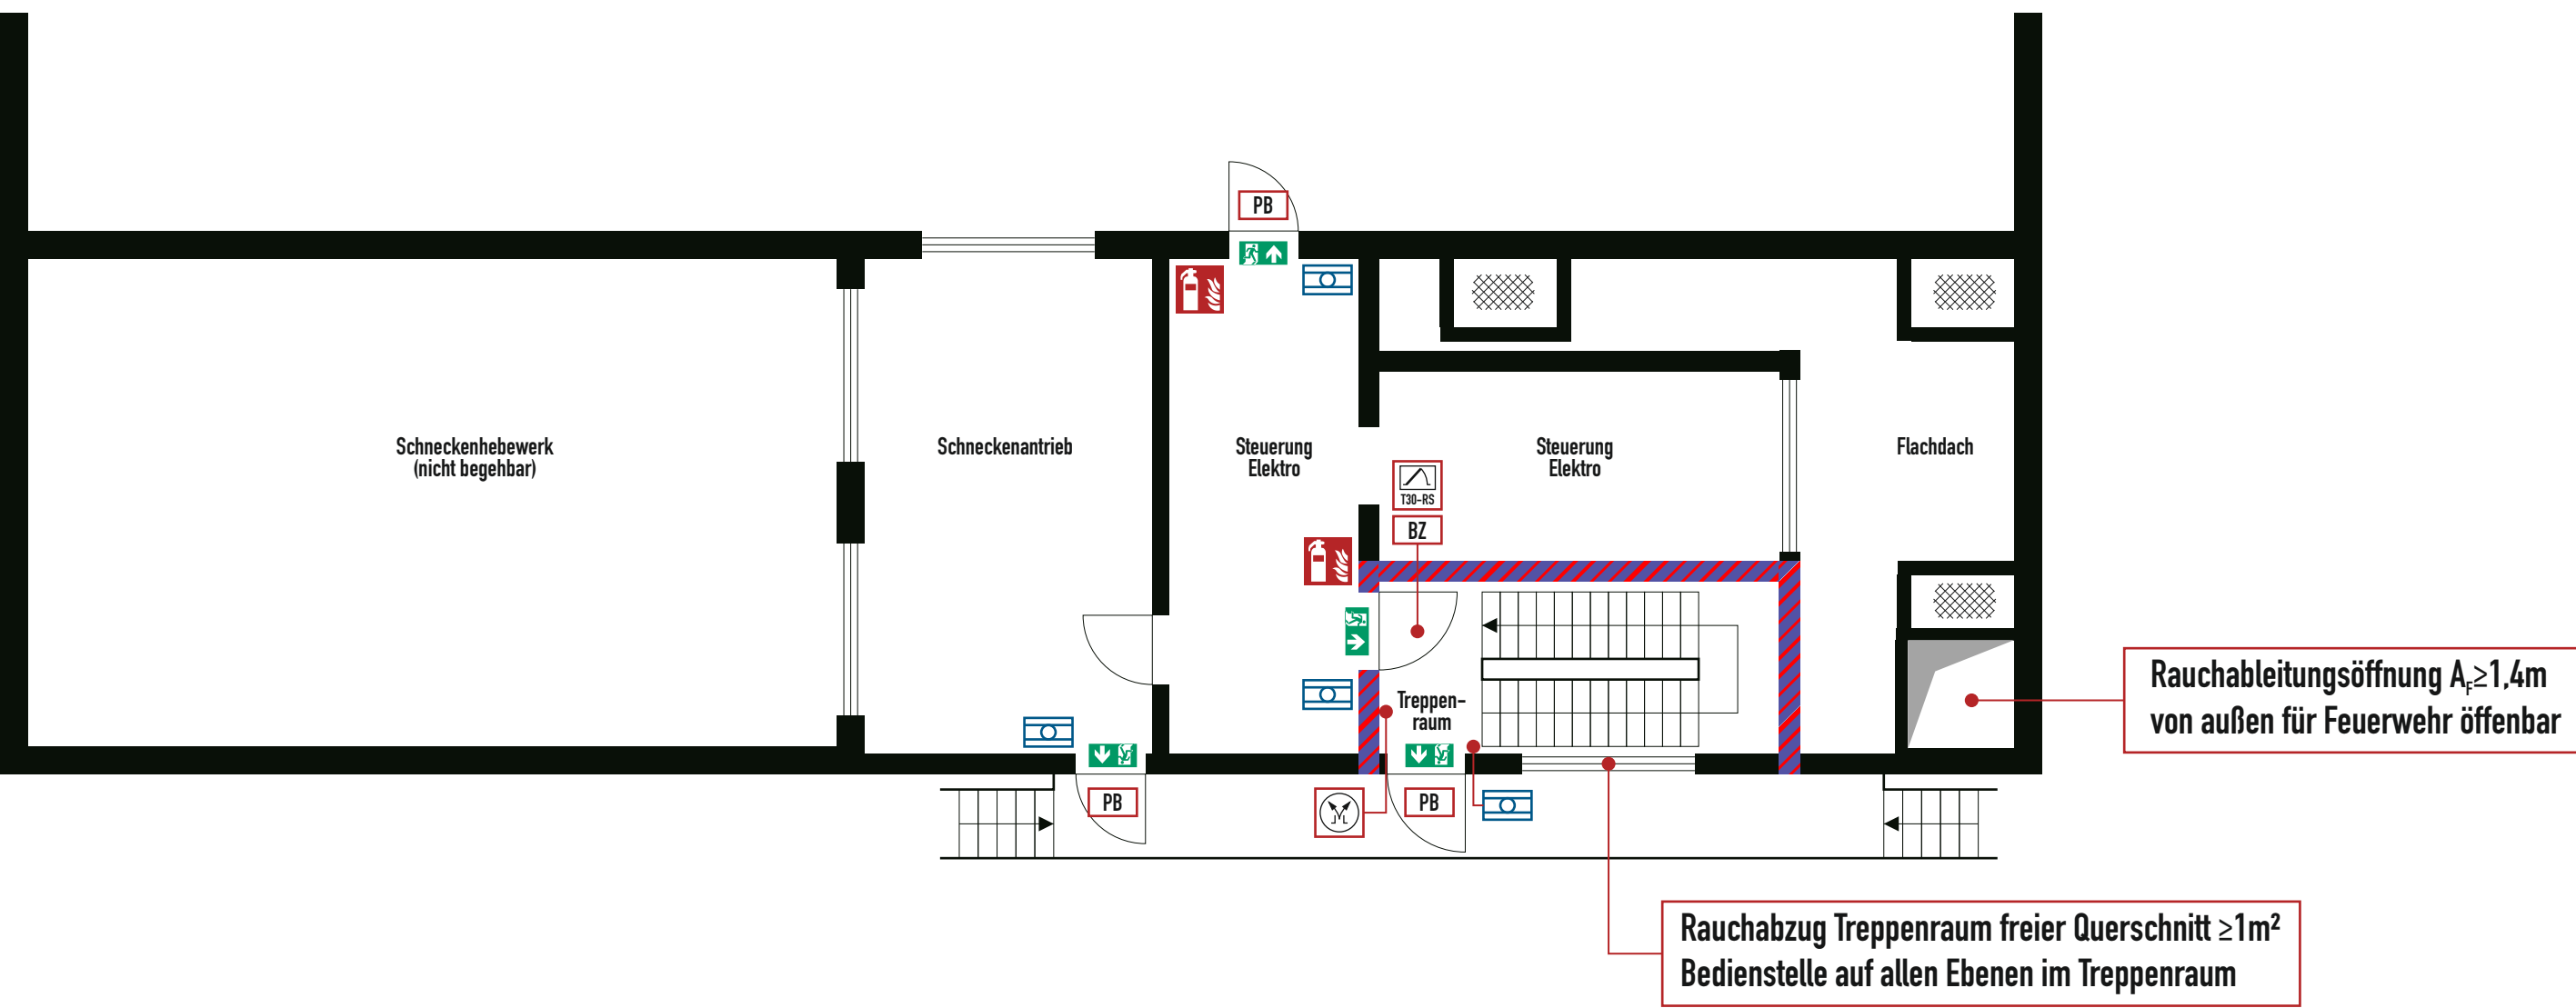 PB
Schneckenhebewerk
(nicht begehbar)
Schneckenantrieb
Steuerung
Elektro
Steuerung
Elektro
Flachdach
T30-RS
BZ
Treppen-
raum
PB
PB
Rauchableitungsöffnung AF≥1,4m
von außen für Feuerwehr öffenbar
Rauchabzug Treppenraum freier Querschnitt ≥1m²
Bedienstelle auf allen Ebenen im Treppenraum